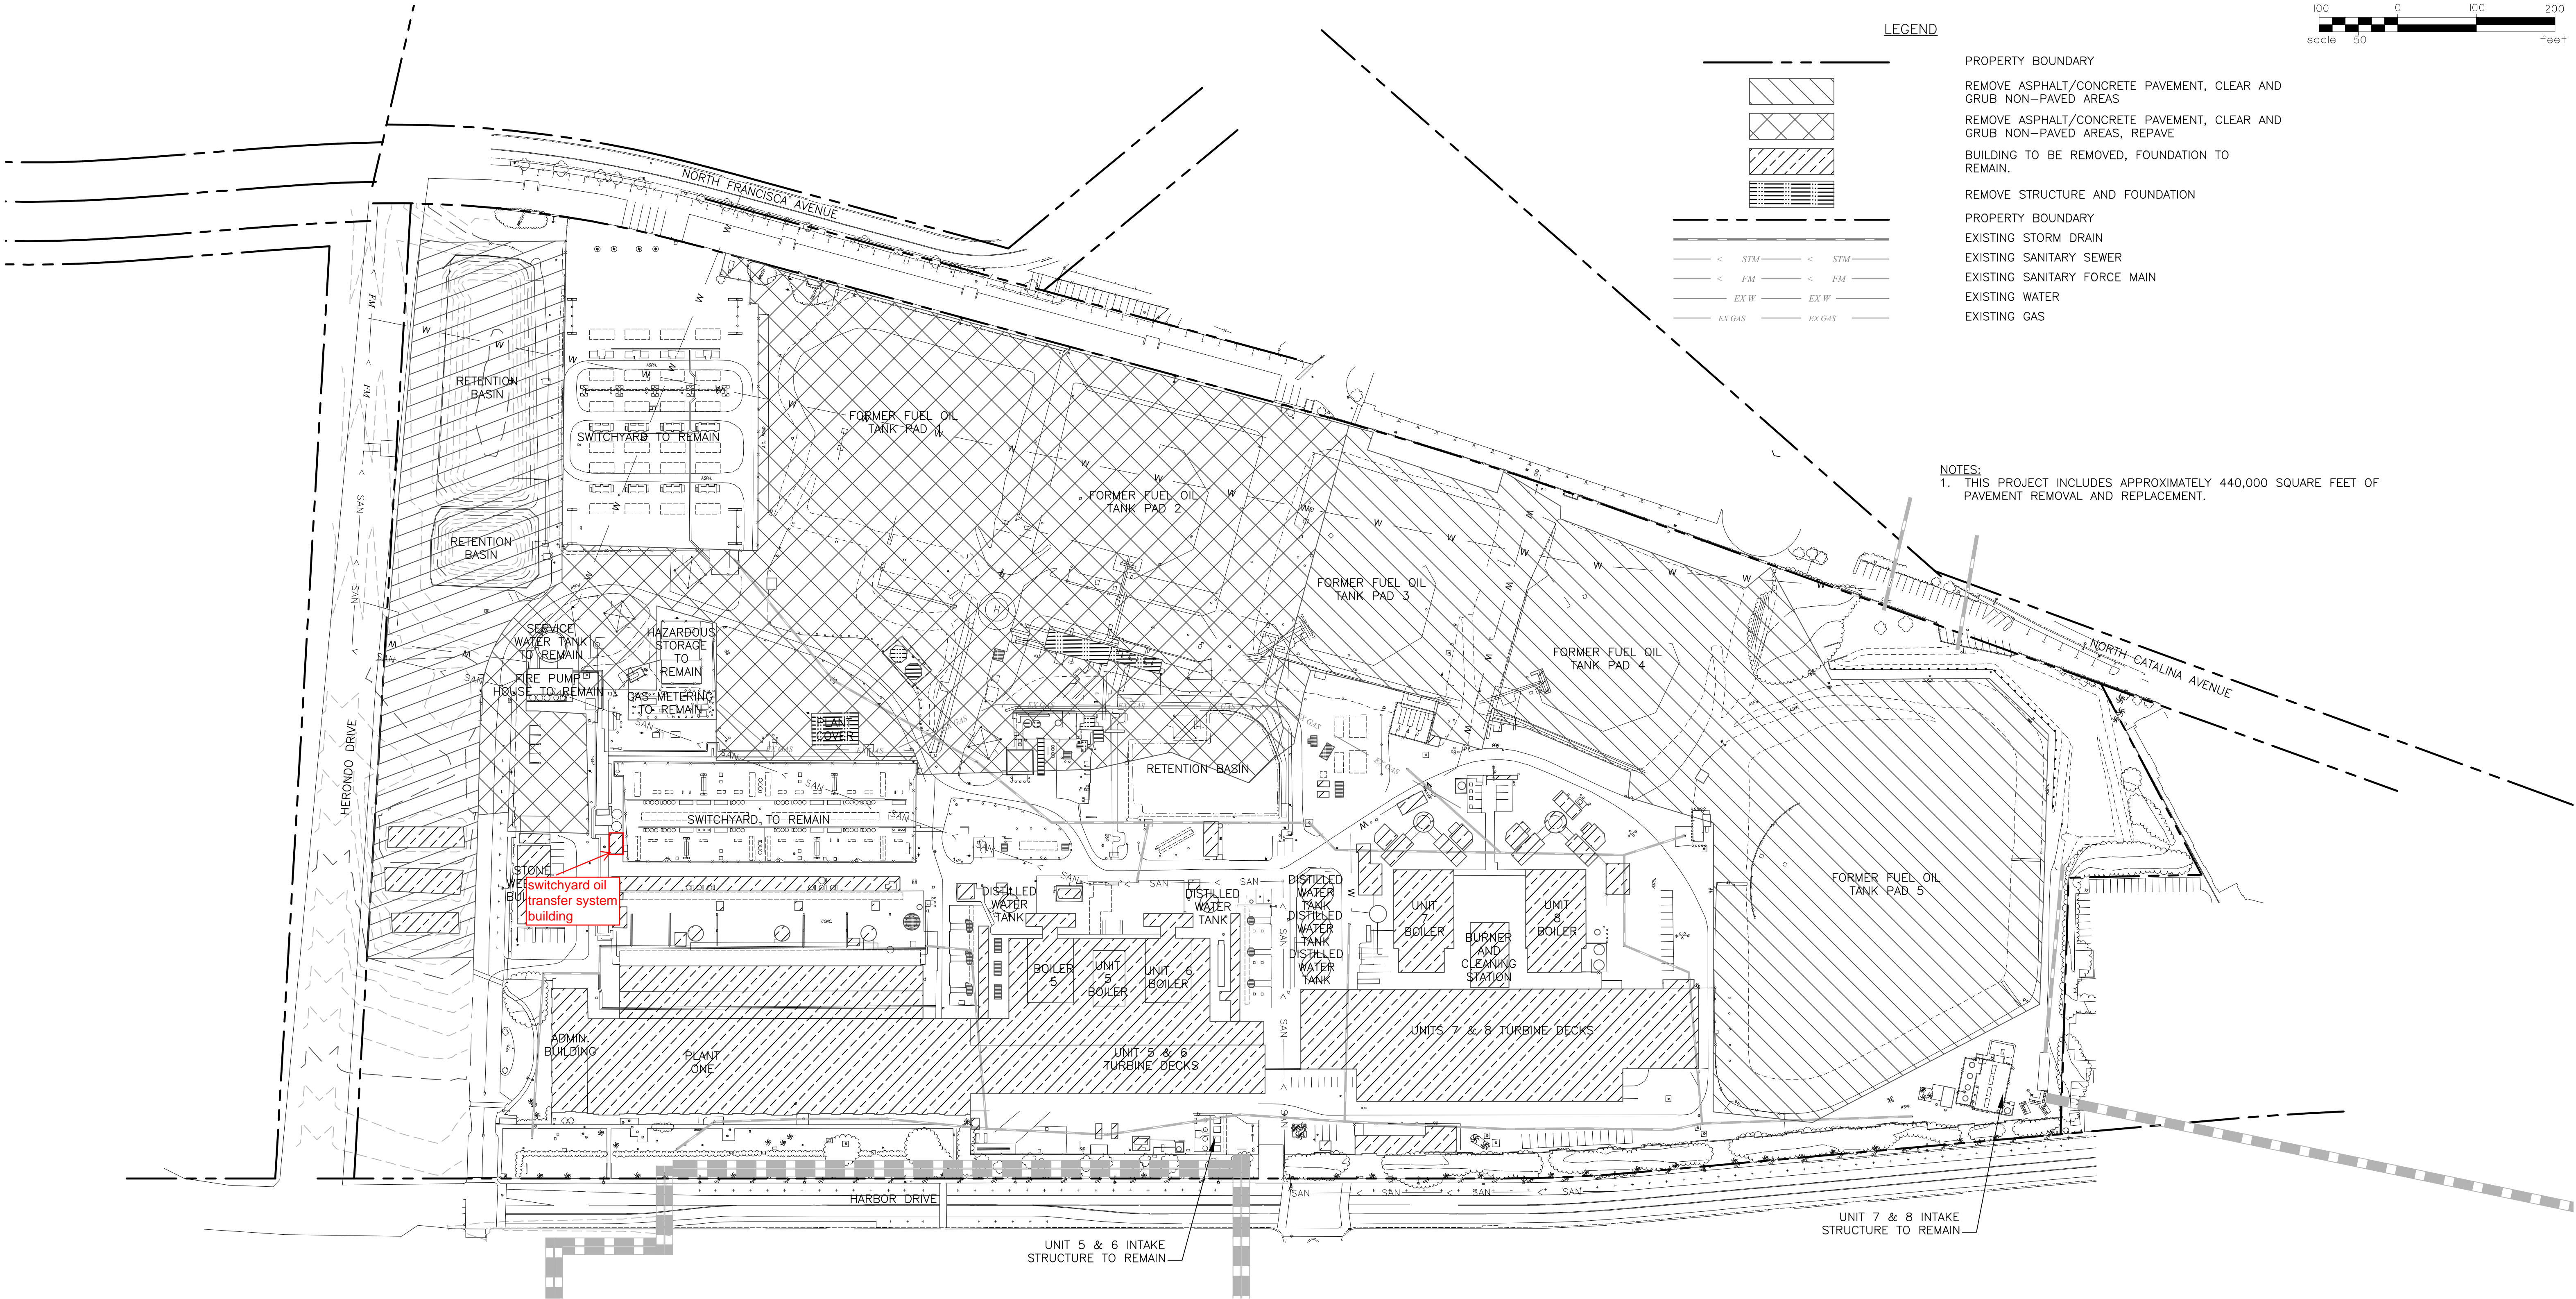 100 0 100 200
scale 50 feet
LEGEND
PROPERTY BOUNDARY
REMOVE ASPHALT/CONCRETE PAVEMENT, CLEAR AND
GRUB NON-PAVED AREAS
REMOVE ASPHALT/CONCRETE PAVEMENT, CLEAR AND
GRUB NON-PAVED AREAS, REPAVE
BUILDING TO BE REMOVED, FOUNDATION TO
REMAIN.
REMOVE STRUCTURE AND FOUNDATION
PROPERTY BOUNDARY
EXISTING STORM DRAIN
< STM < STM
EXISTING SANITARY SEWER
< FM < FM
EXISTING SANITARY FORCE MAIN
EX W EX W
EXISTING WATER
EX GAS EX GAS
EXISTING GAS
NOTES:
1. THIS PROJECT INCLUDES APPROXIMATELY 440,000 SQUARE FEET OF
PAVEMENT REMOVAL AND REPLACEMENT.
NORTH FRANCISCA AVENUE
NORTH CATALINA AVENUE
HERONDO DRIVE
HARBOR DRIVE
RETENTION
BASIN
RETENTION
BASIN
SWITCHYARD TO REMAIN
FORMER FUEL OIL
TANK PAD 1
FORMER FUEL OIL
TANK PAD 2
FORMER FUEL OIL
TANK PAD 3
FORMER FUEL OIL
TANK PAD 4
FORMER FUEL OIL
TANK PAD 5
SERVICE
WATER TANK
TO REMAIN
FIRE PUMP
HOUSE TO REMAIN
HAZARDOUS
STORAGE
TO
REMAIN
GAS METERING
TO REMAIN
PLANT
COVER
RETENTION BASIN
SWITCHYARD TO REMAIN
STONE
switchyard oil
transfer system
building
DISTILLED
WATER
TANK
DISTILLED
WATER
TANK
DISTILLED
WATER
TANK
DISTILLED
WATER
TANK
DISTILLED
WATER
TANK
BOILER
5
UNIT
5
BOILER
UNIT 6
BOILER
UNIT
7
BOILER
UNIT
8
BOILER
BURNER
AND
CLEANING
STATION
ADMIN.
BUILDING
PLANT
ONE
UNIT 5 & 6
TURBINE DECKS
UNITS 7 & 8 TURBINE DECKS
UNIT 5 & 6 INTAKE
STRUCTURE TO REMAIN
UNIT 7 & 8 INTAKE
STRUCTURE TO REMAIN